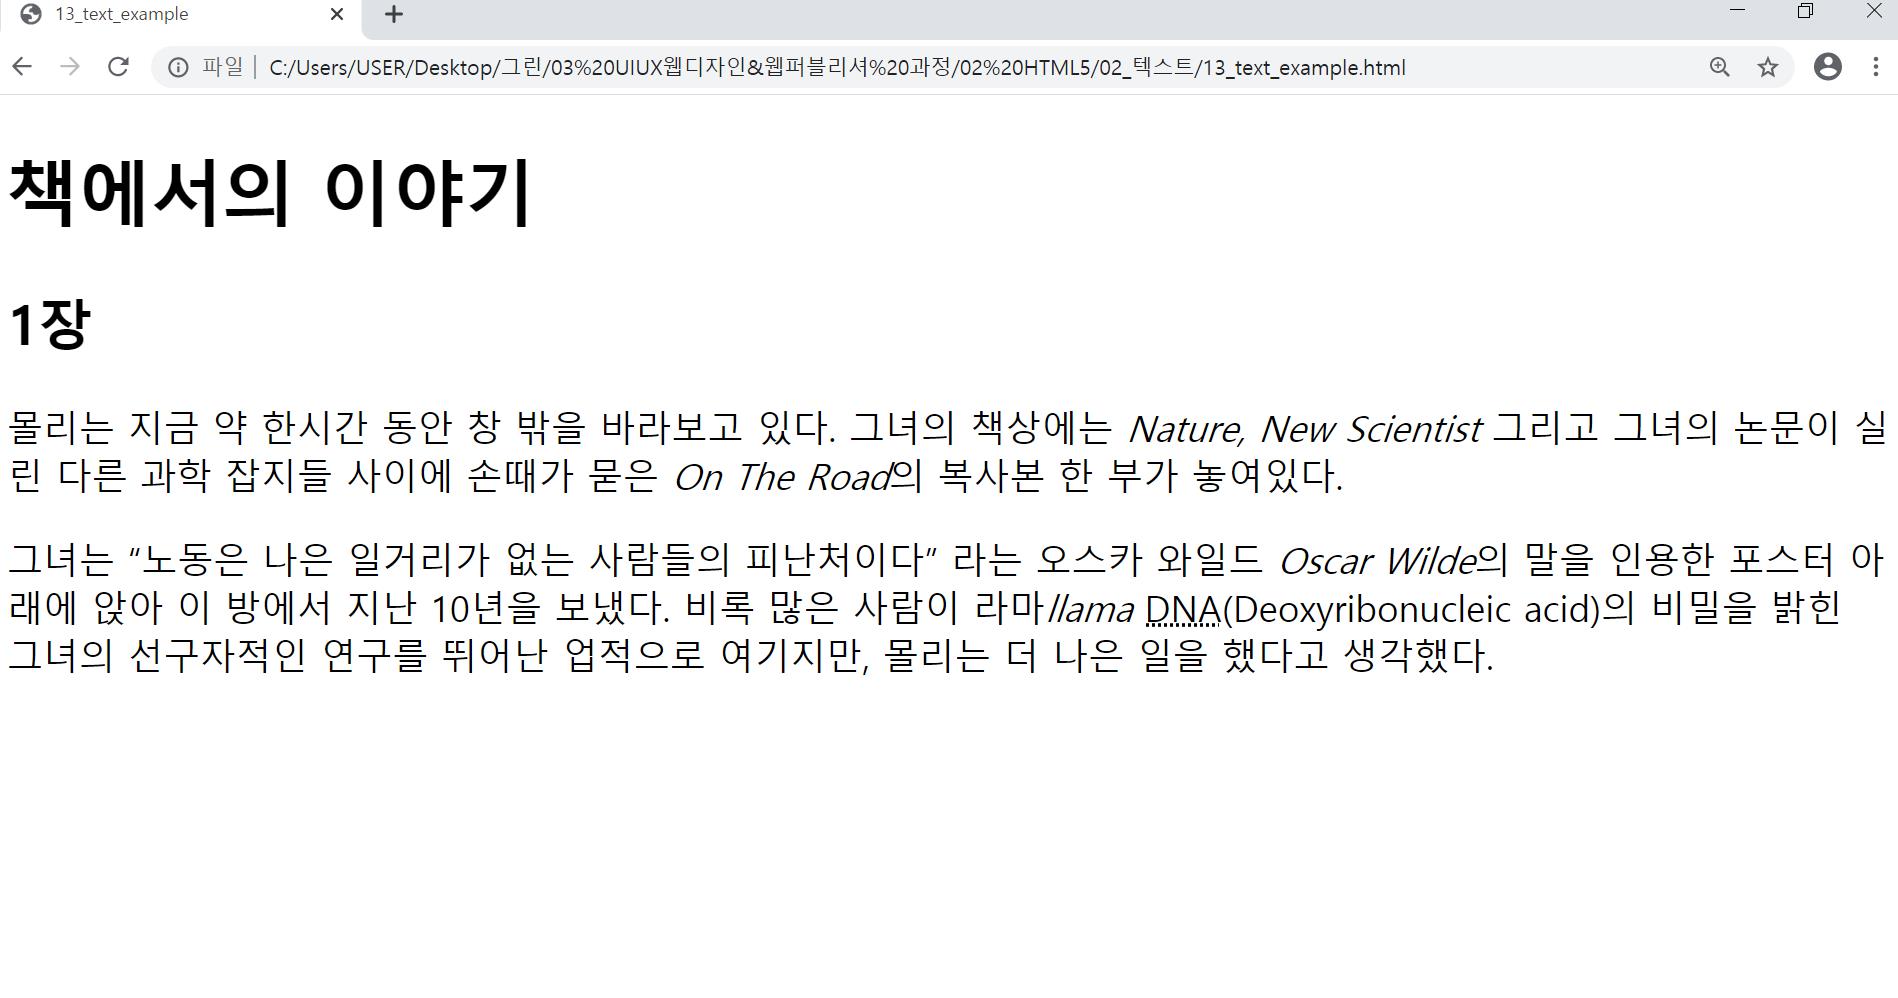 13_text_example
파일 | C:/Users/USER/Desktop/그린/03%20UIUX웹디자인&웹퍼블리셔%20과정/02%20HTML5/02_텍스트/13_text_example.html
책에서의 이야기
1장
몰리는 지금 약 한시간 동안 창 밖을 바라보고 있다. 그녀의 책상에는 Nature, New Scientist 그리고 그녀의 논문이 실
린 다른 과학 잡지들 사이에 손때가 묻은 On The Road의 복사본 한 부가 놓여있다.
그녀는 “노동은 나은 일거리가 없는 사람들의 피난처이다” 라는 오스카 와일드 Oscar Wilde의 말을 인용한 포스터 아
래에 앉아 이 방에서 지난 10년을 보냈다. 비록 많은 사람이 라마llama DNA(Deoxyribonucleic acid)의 비밀을 밝힌
그녀의 선구자적인 연구를 뛰어난 업적으로 여기지만, 몰리는 더 나은 일을 했다고 생각했다.